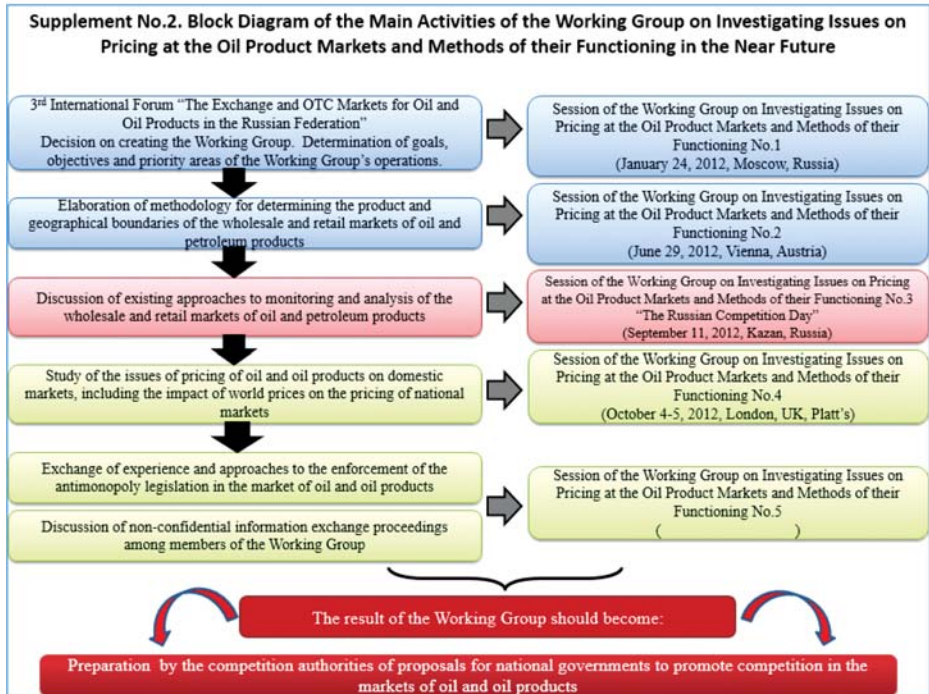 Supplement No.2. Block Diagram of the Main Activities of the Working Group on Investigating Issues on
Pricing at the Oil Product Markets and Methods of their Functioning in the Near Future
3rd International Forum “The Exchange and OTC Markets for Oil and
Oil Products in the Russian Federation”
Decision on creating the Working Group. Determination of goals,
objectives and priority areas of the Working Group’s operations.
Session of the Working Group on Investigating Issues on
Pricing at the Oil Product Markets and Methods of their
Functioning No.1
(January 24, 2012, Moscow, Russia)
Elaboration of methodology for determining the product and
geographical boundaries of the wholesale and retail markets of oil and
petroleum products
Session of the Working Group on Investigating Issues on
Pricing at the Oil Product Markets and Methods of their
Functioning No.2
(June 29, 2012, Vienna, Austria)
Discussion of existing approaches to monitoring and analysis of the
wholesale and retail markets of oil and petroleum products
Session of the Working Group on Investigating Issues on Pricing
at the Oil Product Markets and Methods of their Functioning No.3
“The Russian Competition Day”
(September 11, 2012, Kazan, Russia)
Study of the issues of pricing of oil and oil products on domestic
markets, including the impact of world prices on the pricing of national
markets
Session of the Working Group on Investigating Issues on
Pricing at the Oil Product Markets and Methods of their
Functioning No.4
(October 4-5, 2012, London, UK, Platt’s)
Exchange of experience and approaches to the enforcement of the
antimonopoly legislation in the market of oil and oil products
Discussion of non-confidential information exchange proceedings
among members of the Working Group
Session of the Working Group on Investigating Issues on
Pricing at the Oil Product Markets and Methods of their
Functioning No.5
( )
The result of the Working Group should become:
Preparation by the competition authorities of proposals for national governments to promote competition in the
markets of oil and oil products